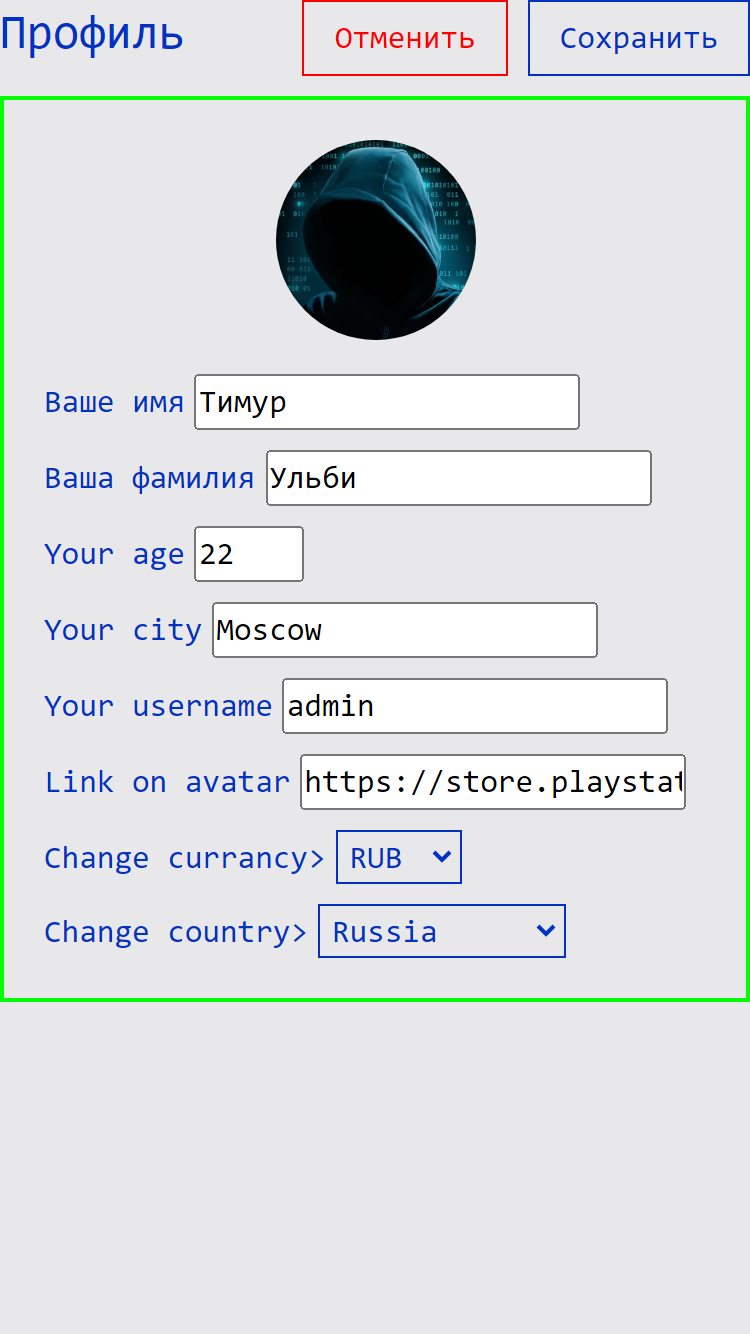 Профиль Отменить Сохранить
Ваше имя Тимур
Ваша фамилия Ульби
Your age 22
Your city Moscow
Your username admin
Link on avatar https://store.playstat
Change currancy> RUB
Change country> Russia